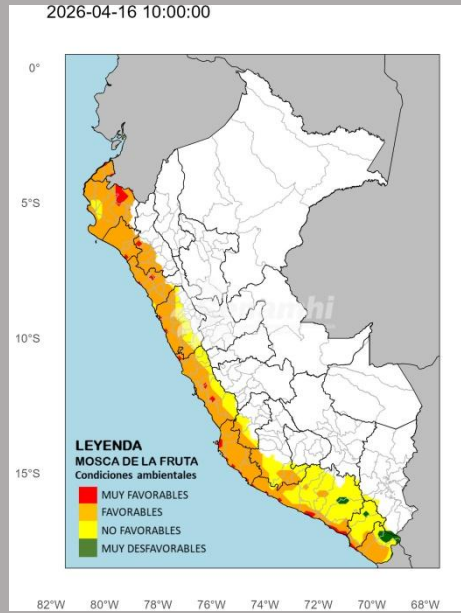 2026-04-16 10:00:00
0°
5°S
10°S
15°S
senamhi
LEYENDA
MOSCA DE LA FRUTA
Condiciones ambientales
MUY FAVORABLES
FAVORABLES
NO FAVORABLES
MUY DESFAVORABLES
82°W 80°W 78°W 76°W 74°W 72°W 70°W 68°W